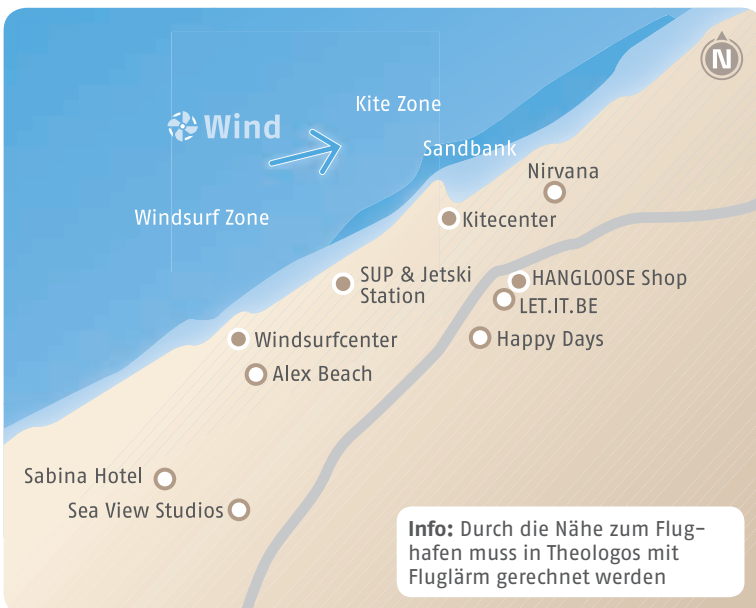 N
Kite Zone
Wind
Sandbank
Nirvana
Windsurf Zone
Kitecenter
SUP & Jetski
Station
HANGLOOSE Shop
LET.IT.BE
Windsurfcenter
Happy Days
Alex Beach
Sabina Hotel
Sea View Studios
Info: Durch die Nähe zum Flug-
hafen muss in Theologos mit
Fluglärm gerechnet werden